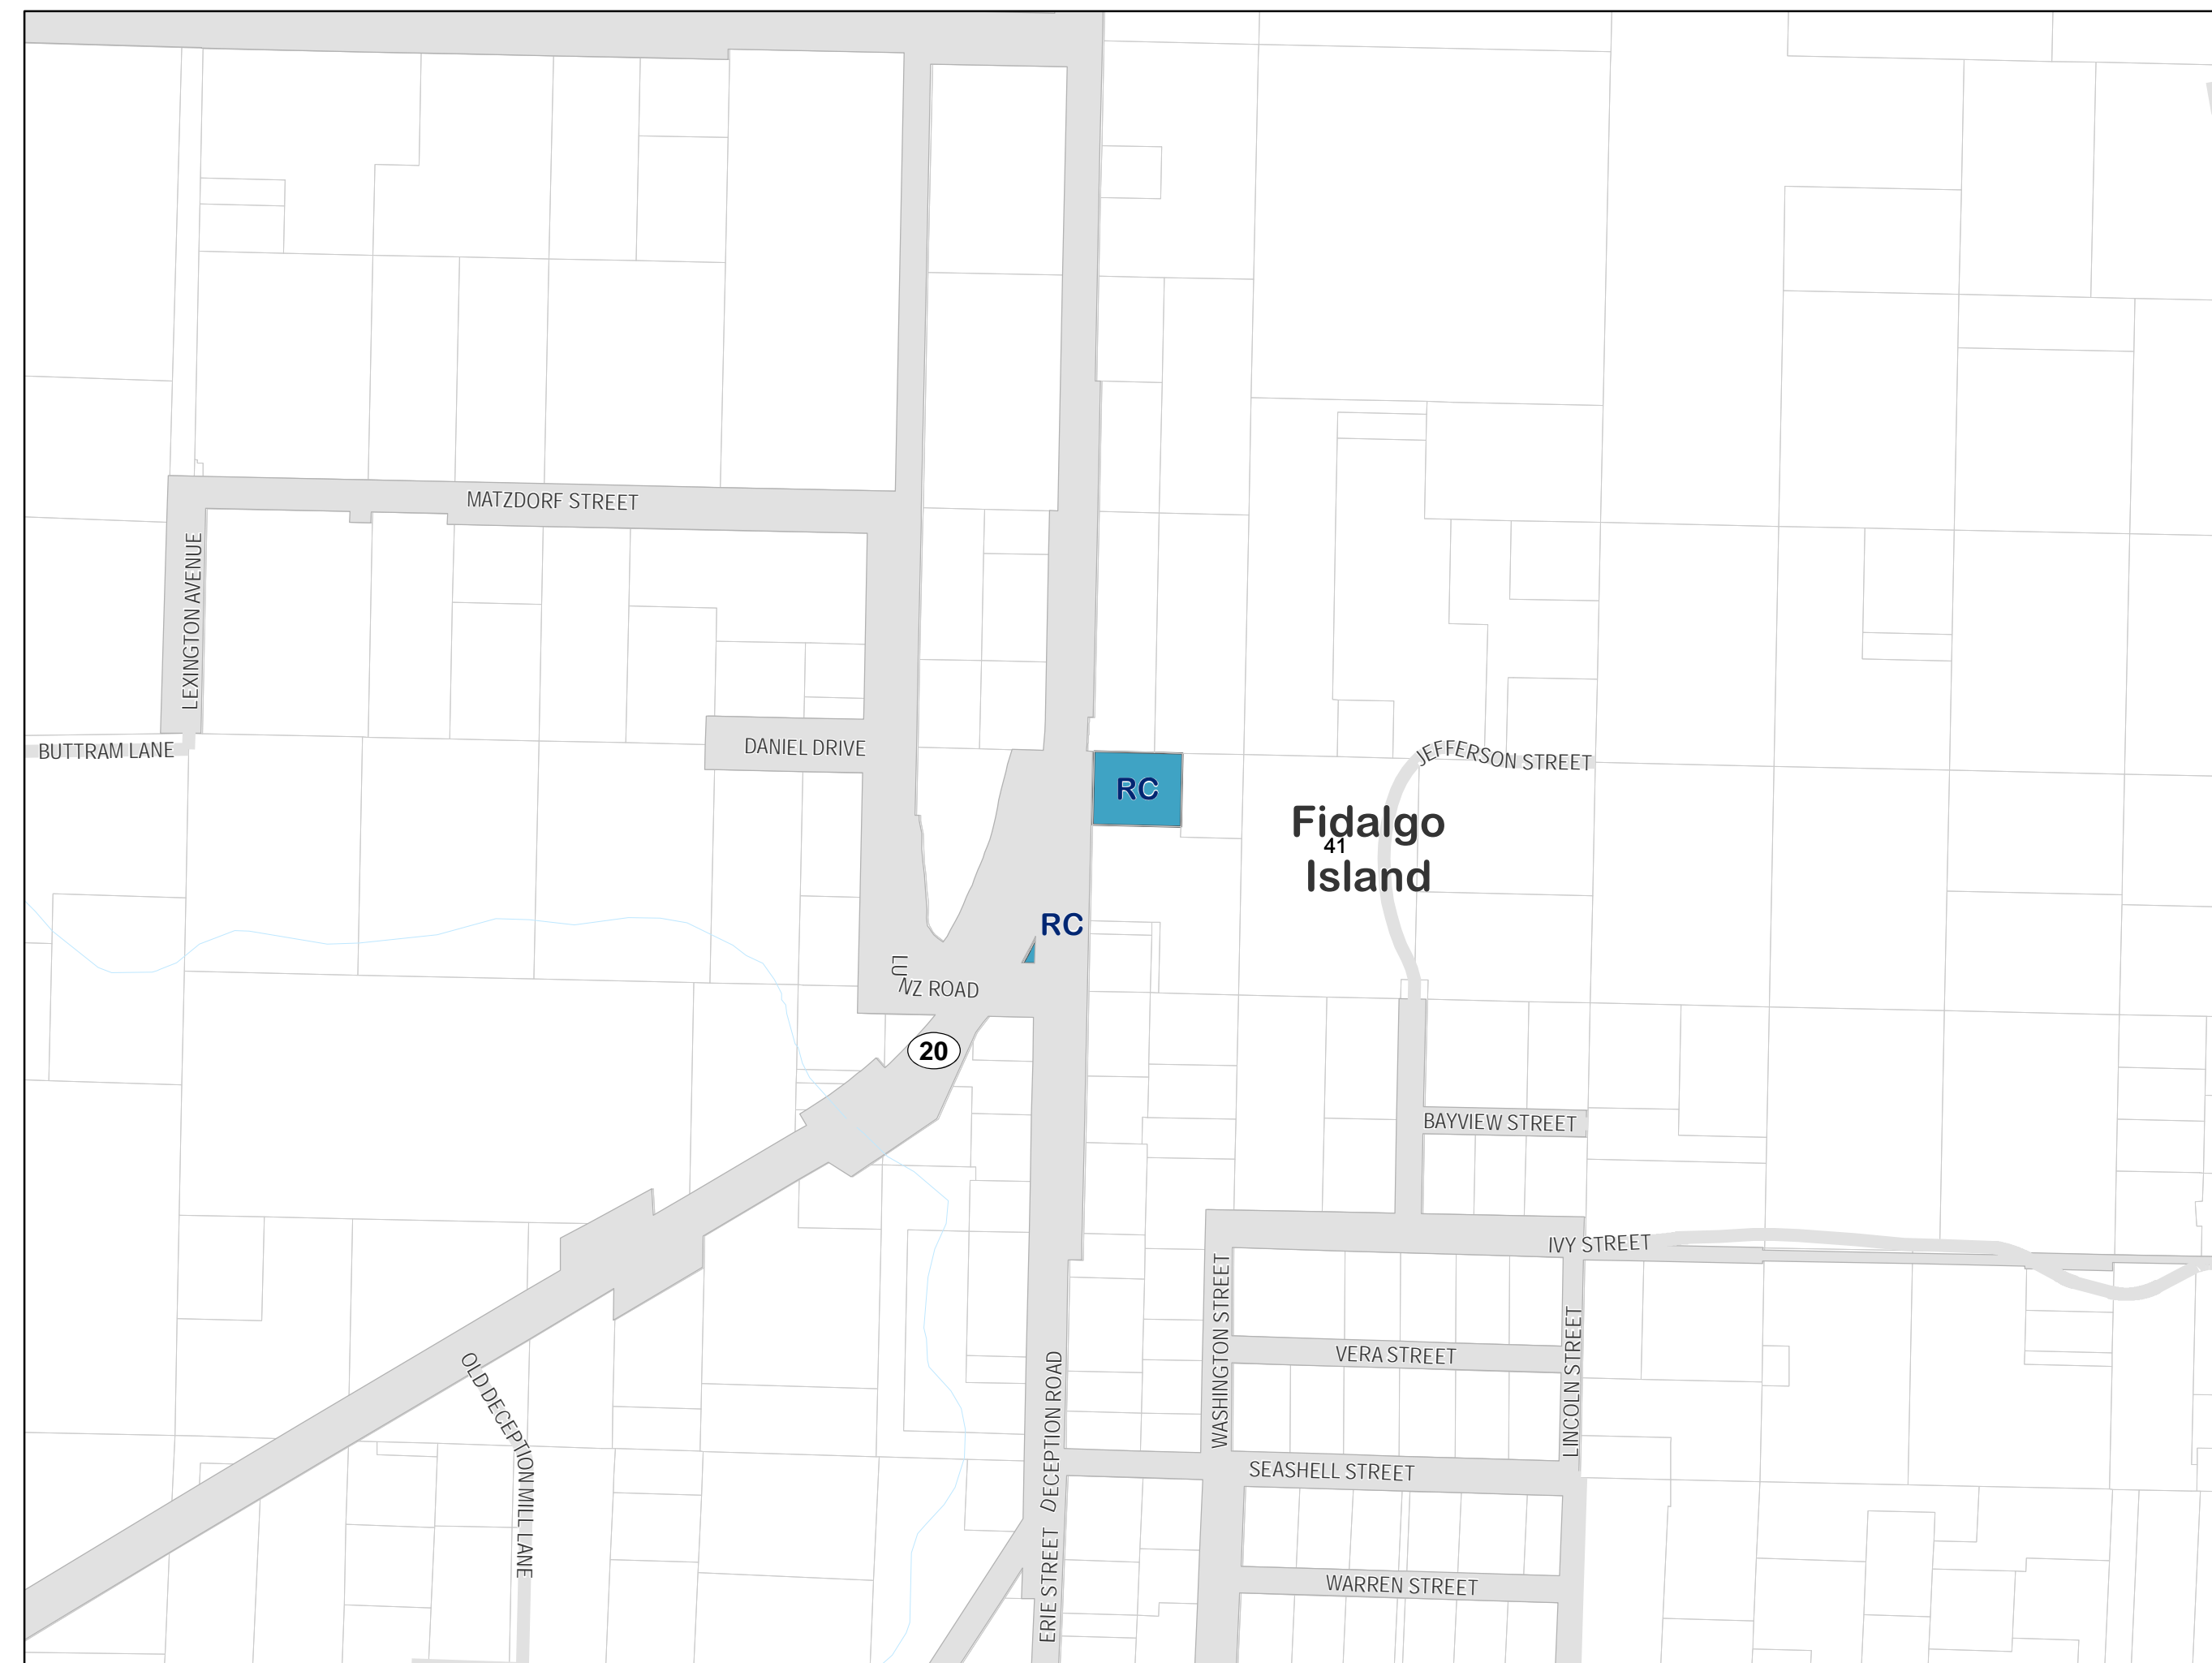 MATZDORF STREET
LEXINGTON AVENUE
BUTTRAM LANE
DANIEL DRIVE
JEFFERSON STREET
RC
Fidalgo
41
Island
RC
LU
NZ ROAD
20
BAYVIEW STREET
IVY STREET
WASHINGTON STREET
LINCOLN STREET
VERA STREET
OLD DECEPTION MILL LANE
DECEPTION ROAD
SEASHELL STREET
ERIE STREET
WARREN STREET